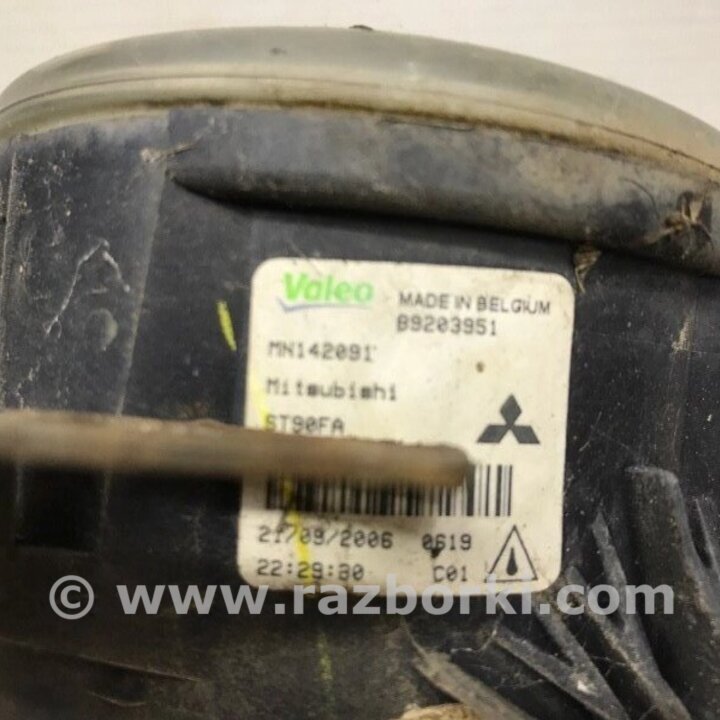 Valeo
MADE IN BELGIUM
89203951
MN142091
Mitsubishi
ST90FA
21/09/2006 0619
22:29:30 C01
© www.razborki.com